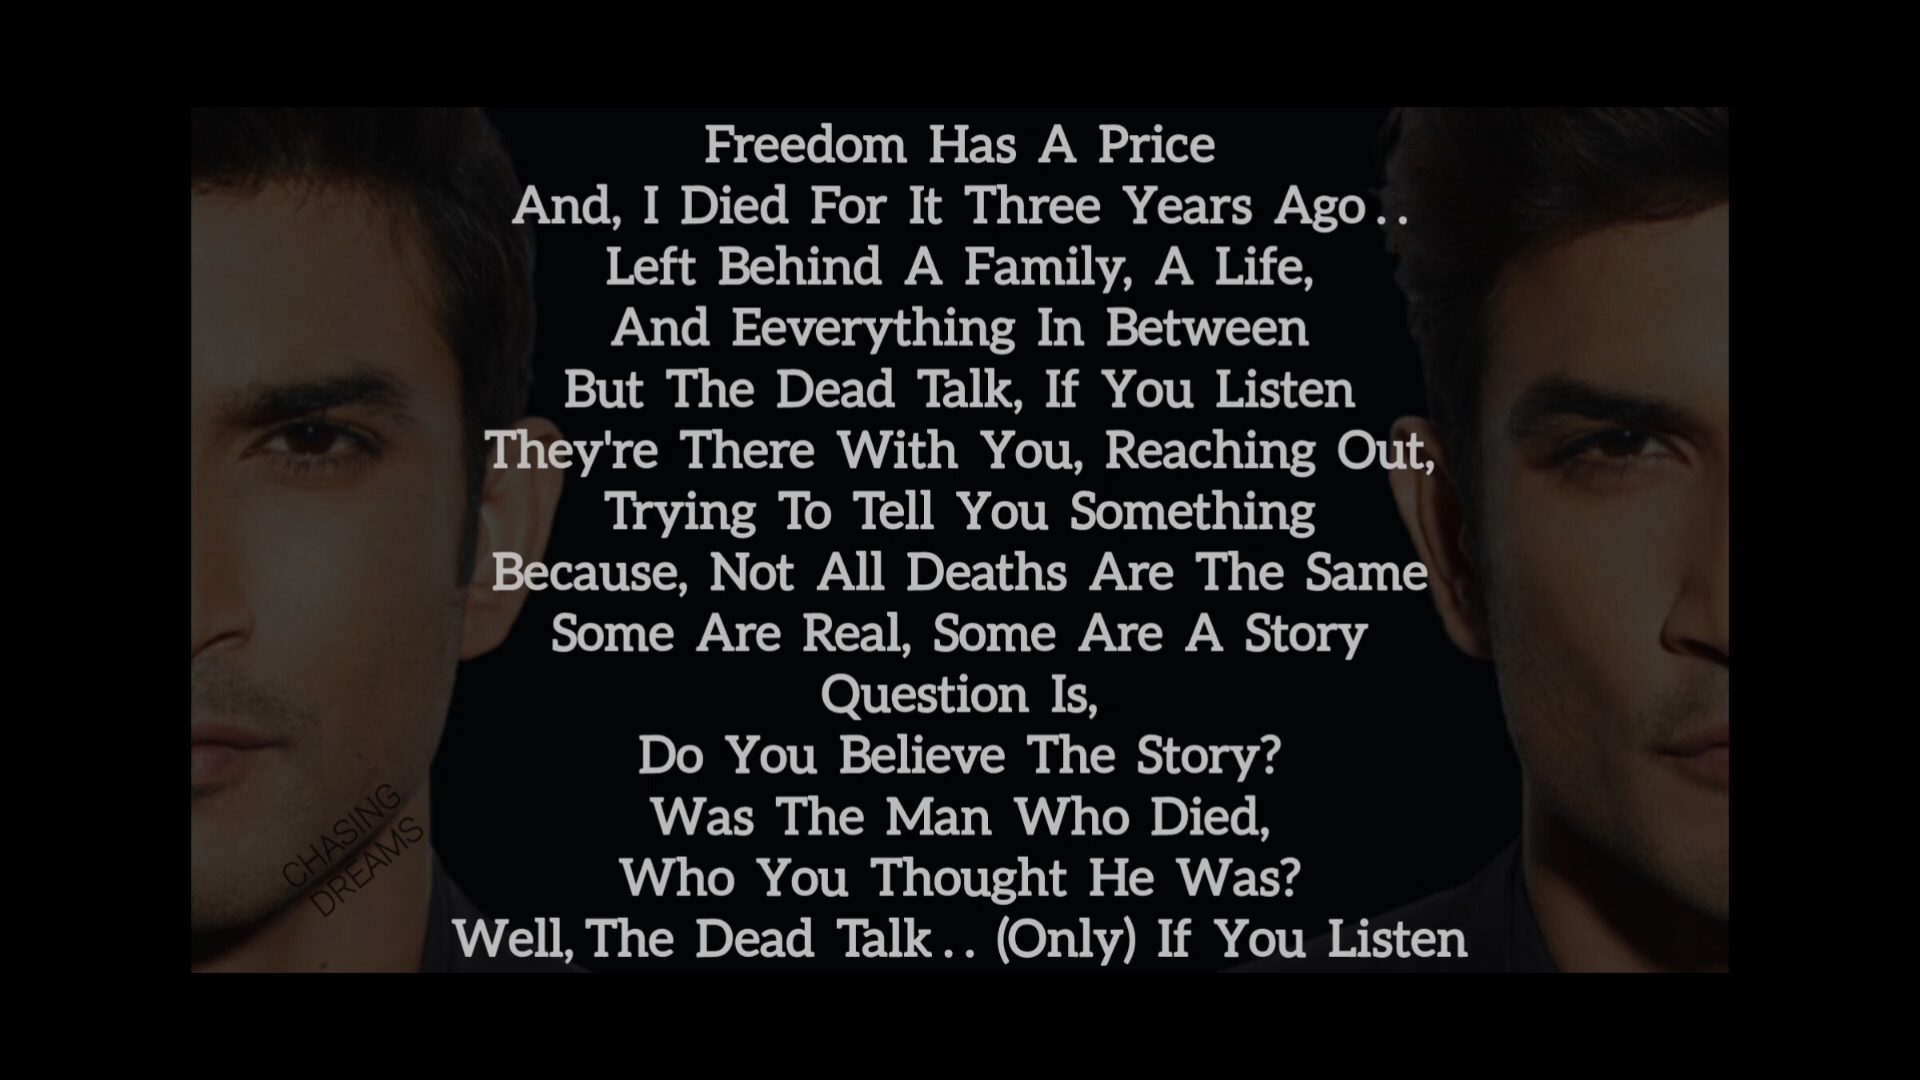 Freedom Has A Price
And, I Died For It Three Years Ago . .
Left Behind A Family, A Life,
And Eeverything In Between
But The Dead Talk, If You Listen
They're There With You, Reaching Out,
Trying To Tell You Something
Because, Not All Deaths Are The Same
Some Are Real, Some Are A Story
Question Is,
Do You Believe The Story?
Was The Man Who Died,
Who You Thought He Was?
Well, The Dead Talk . . (Only) If You Listen
CHASING
DREAMS